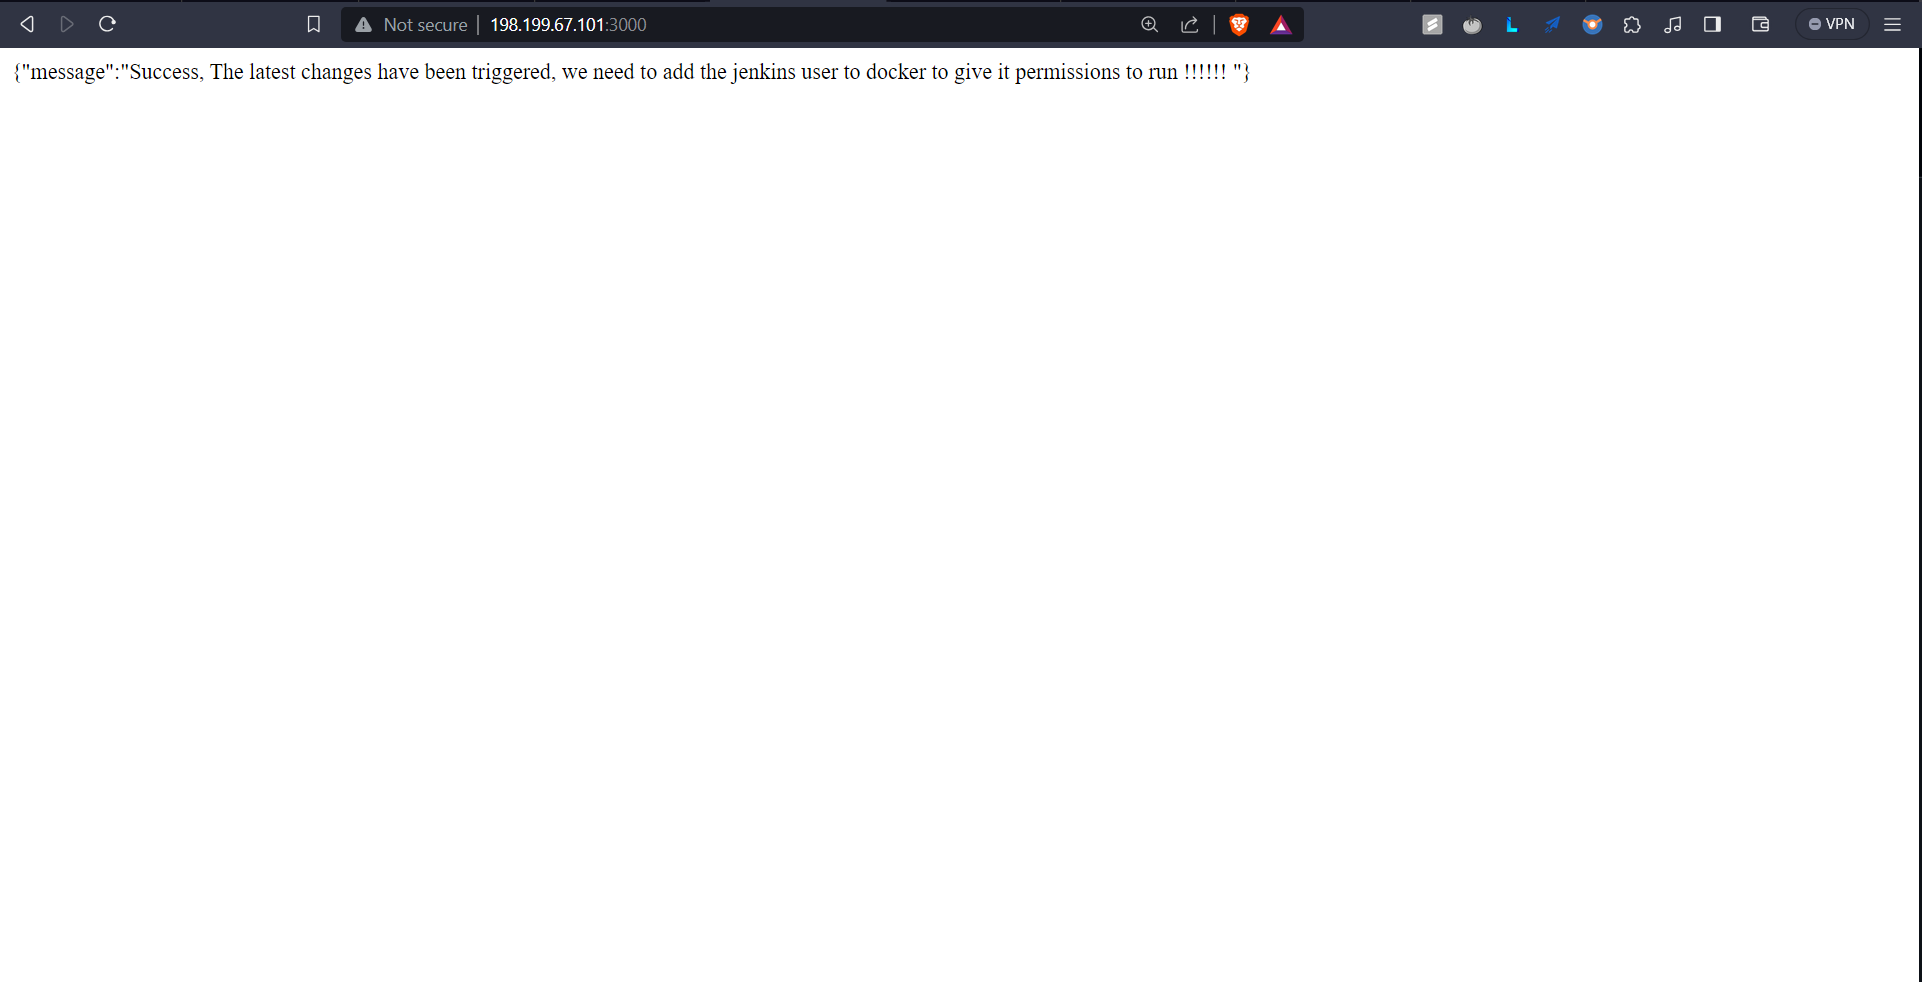 Not secure 198.199.67.101:3000 VPN
{"message":"Success, The latest changes have been triggered, we need to add the jenkins user to docker to give it permissions to run !!!!!! "}